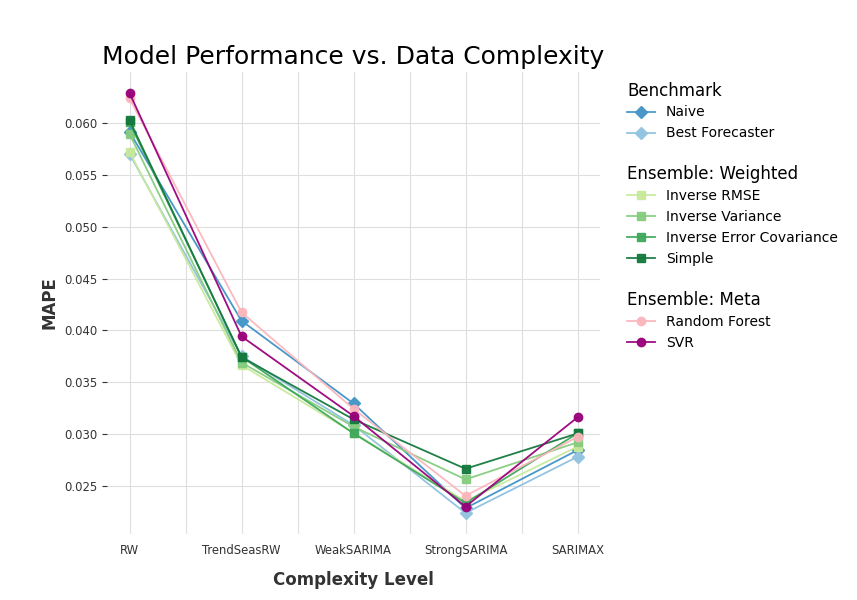 Model Performance vs. Data Complexity
MAPE
0.060
0.055
0.050
0.045
0.040
0.035
0.030
0.025
RW TrendSeasRW WeakSARIMA StrongSARIMA SARIMAX
Complexity Level
Benchmark
Naive
Best Forecaster
Ensemble: Weighted
Inverse RMSE
Inverse Variance
Inverse Error Covariance
Simple
Ensemble: Meta
Random Forest
SVR